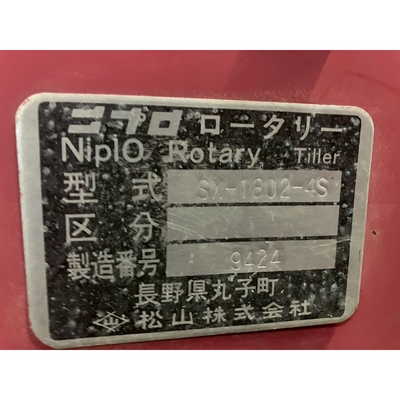 ニプロ ロータリー
NiplO Rotary Tiller
型式 SX-1802-4S
区分
製造番号 9424
長野県丸子町
松山株式会社